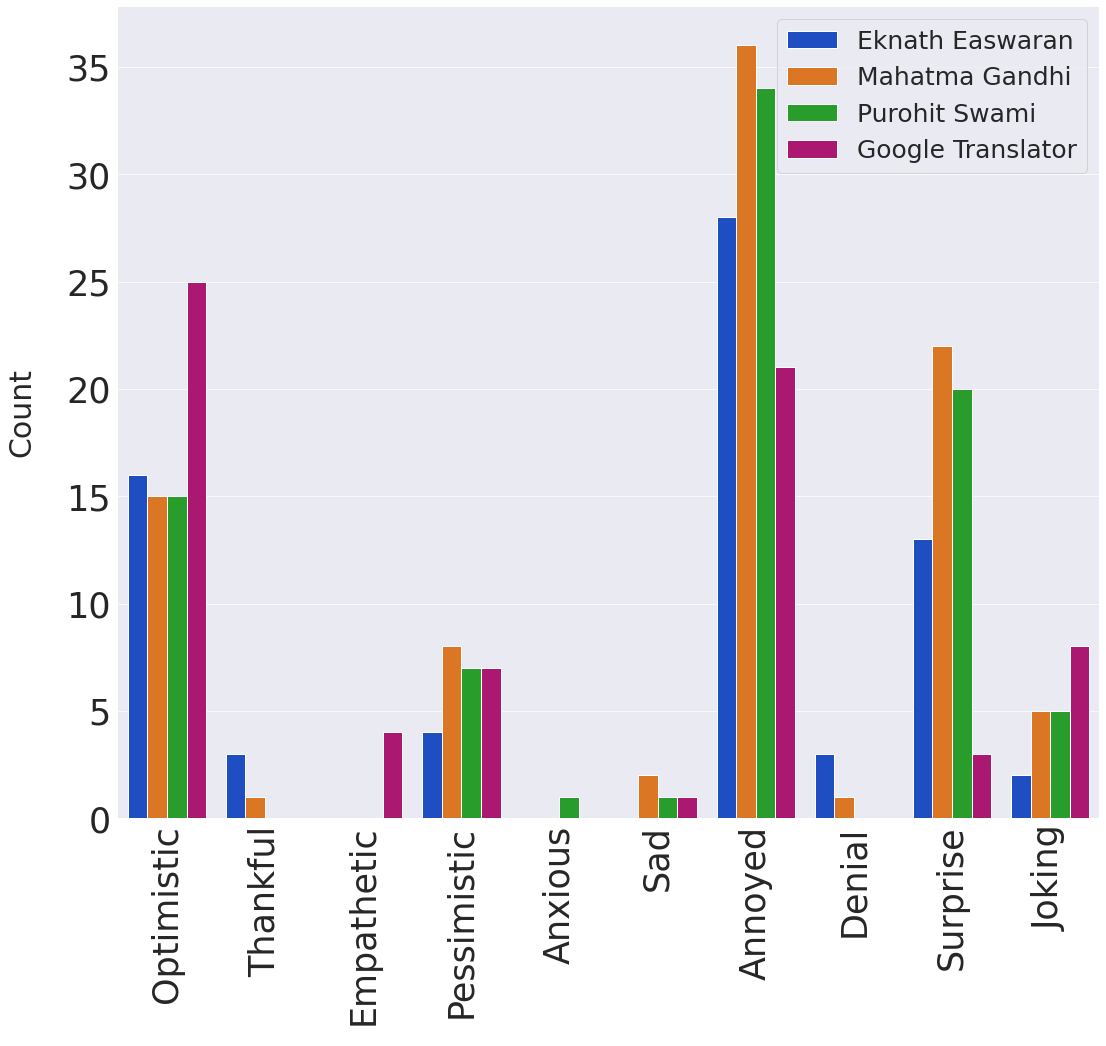 Eknath Easwaran
Mahatma Gandhi
Purohit Swami
Google Translator
Count
35
30
25
20
15
10
5
0
Optimistic
Thankful
Empathetic
Pessimistic
Anxious
Sad
Annoyed
Denial
Surprise
Joking